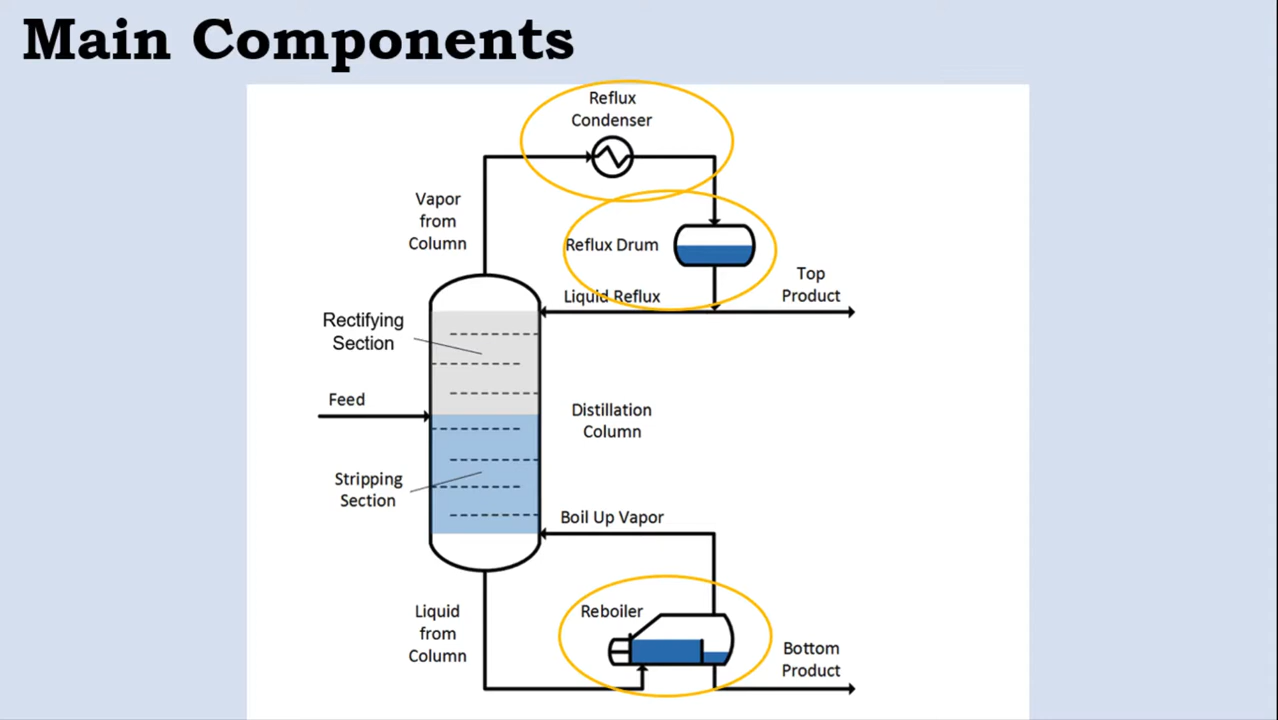 Main Components
Reflux
Condenser
Vapor
from
Column
Reflux Drum
Top
Product
Liquid Reflux
Rectifying
Section
Feed
Distillation
Column
Stripping
Section
Boil Up Vapor
Liquid
from
Column
Reboiler
Bottom
Product